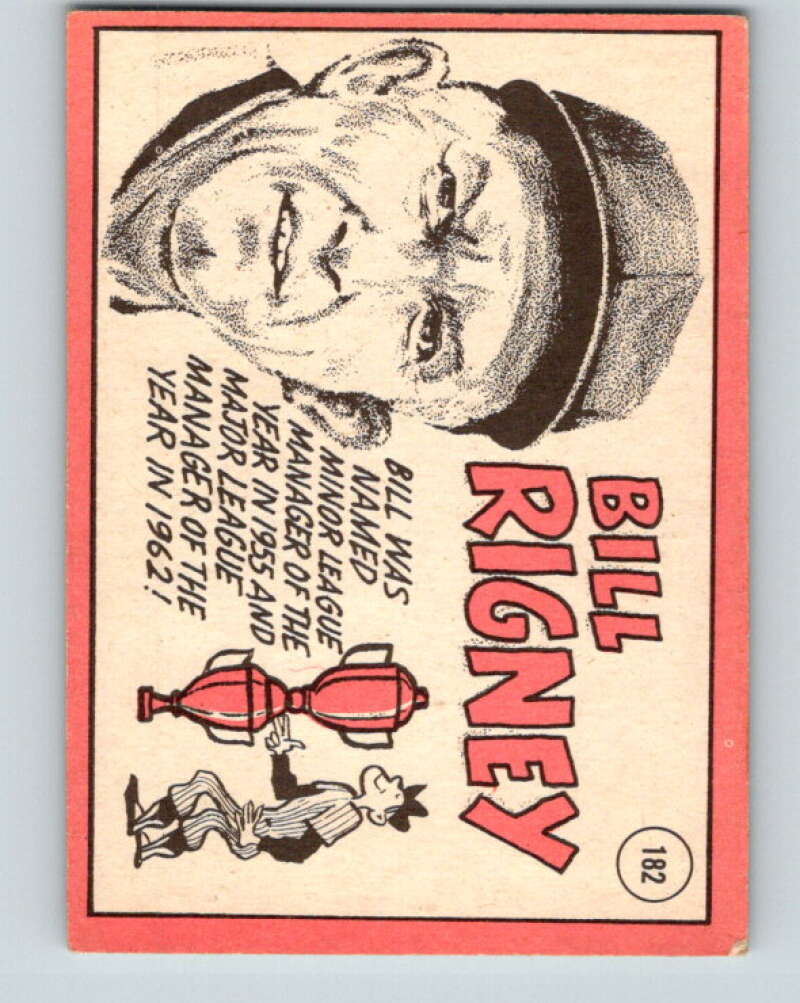 182
BILL
RIGNEY
BILL WAS
NAMED
MINOR LEAGUE
MANAGER OF THE
YEAR IN 1955 AND
MAJOR LEAGUE
MANAGER OF THE
YEAR IN 1962!